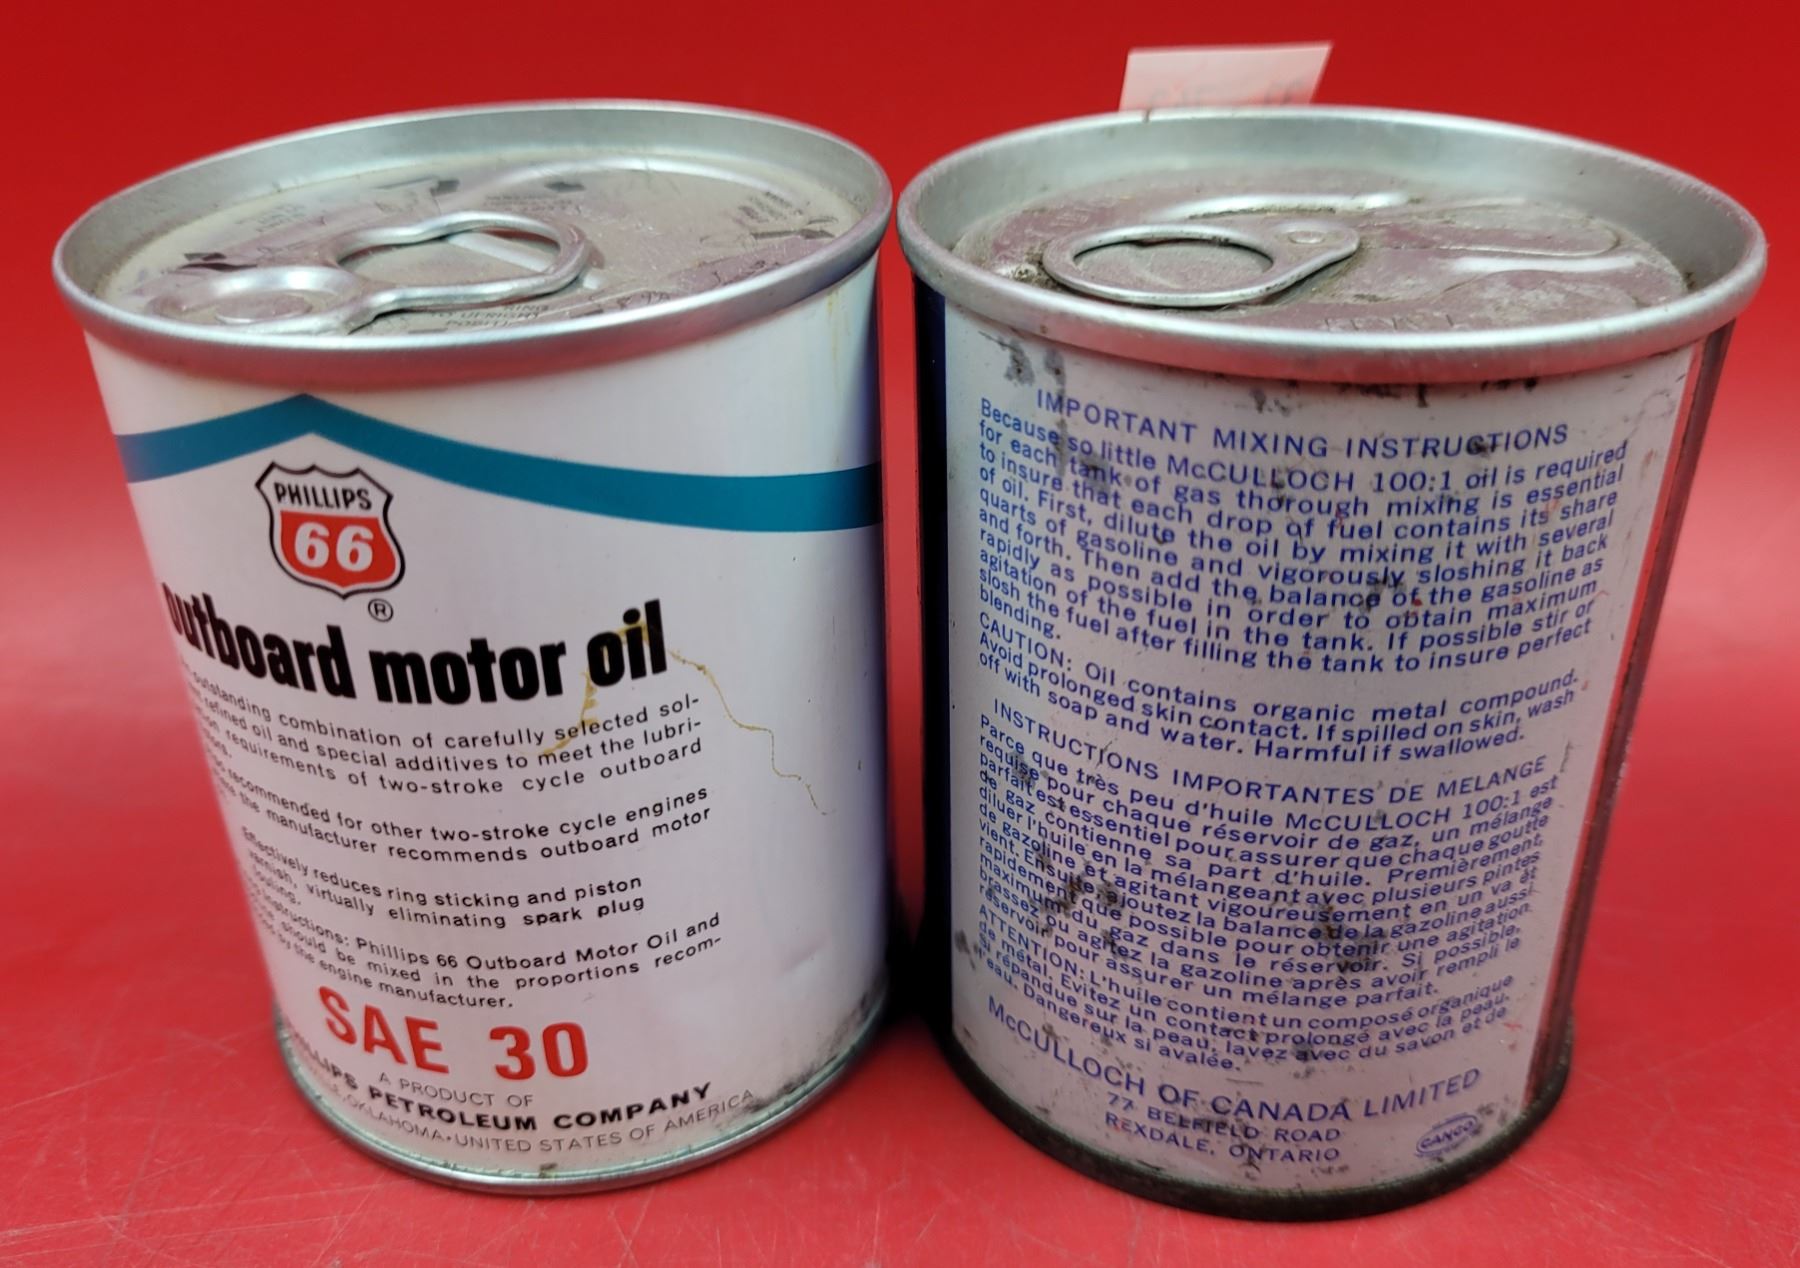 PHILLIPS
66
®
outboard motor oil
outstanding combination of carefully selected sol-
refined oil and special additives to meet the lubri-
requirements of two-stroke cycle outboard
recommended for other two-stroke cycle engines
the manufacturer recommends outboard motor
Effectively reduces ring sticking and piston
varnish, virtually eliminating spark plug
fouling.
instructions: Phillips 66 Outboard Motor Oil and
should be mixed in the proportions recom-
by the engine manufacturer.
SAE 30
A PRODUCT OF
PHILLIPS PETROLEUM COMPANY
OKLAHOMA • UNITED STATES OF AMERICA
IMPORTANT MIXING INSTRUCTIONS
Because so little McCULLOCH 100:1 oil is required
for each tank of gas thorough mixing is essential
to insure that each drop of fuel contains its share
of oil. First, dilute the oil by mixing it with several
quarts of gasoline and vigorously sloshing it back
and forth. Then add the balance of the gasoline as
rapidly as possible in order to obtain maximum
agitation of the fuel in the tank. If possible stir or
slosh the fuel after filling the tank to insure perfect
blending.
CAUTION: Oil contains organic metal compound.
Avoid prolonged skin contact. If spilled on skin, wash
off with soap and water. Harmful if swallowed.
INSTRUCTIONS IMPORTANTES DE MELANGE
Parce que très peu d'huile McCULLOCH 100:1 est
requise pour chaque réservoir de gaz, un mélange
parfait est essentiel pour assurer que chaque goutte
de gaz contienne sa part d'huile. Premièrement,
diluer l'huile en la mélangeant avec plusieurs pintes
de gazoline et agitant vigoureusement en un va et
vient. Ensuite, ajoutez la balance de la gazoline aussi
rapidement que possible pour obtenir une agitation
maximum du gaz dans le réservoir. Si possible,
brassez ou agitez la gazoline après avoir rempli le
réservoir pour assurer un mélange parfait.
ATTENTION: L'huile contient un composé organique
de métal. Evitez un contact prolongé avec la peau.
Si répandue sur la peau, lavez avec du savon et de
l'eau. Dangereux si avalée.
McCULLOCH OF CANADA LIMITED
77 BELFIELD ROAD
REXDALE, ONTARIO
CANCO